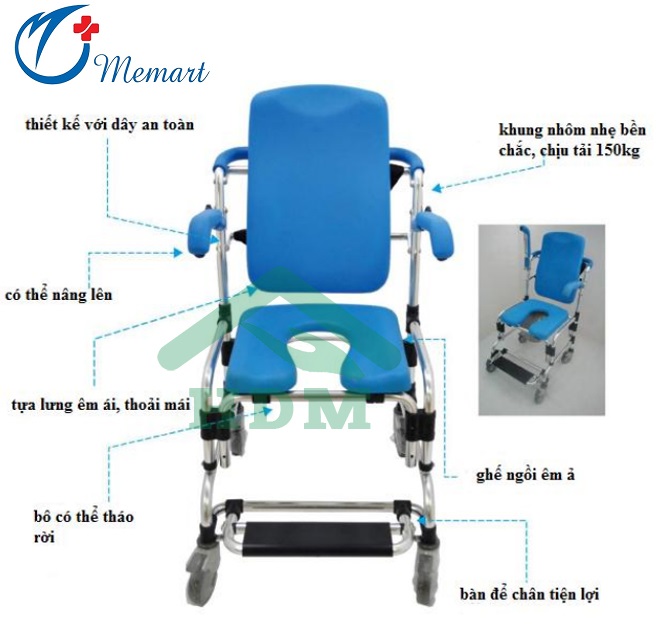 Memart
thiết kế với dây an toàn
khung nhôm nhẹ bền
chắc, chịu tải 150kg
có thể nâng lên
tựa lưng êm ái, thoải mái
HDM
ghế ngồi êm ả
bô có thể tháo
rời
bàn để chân tiện lợi